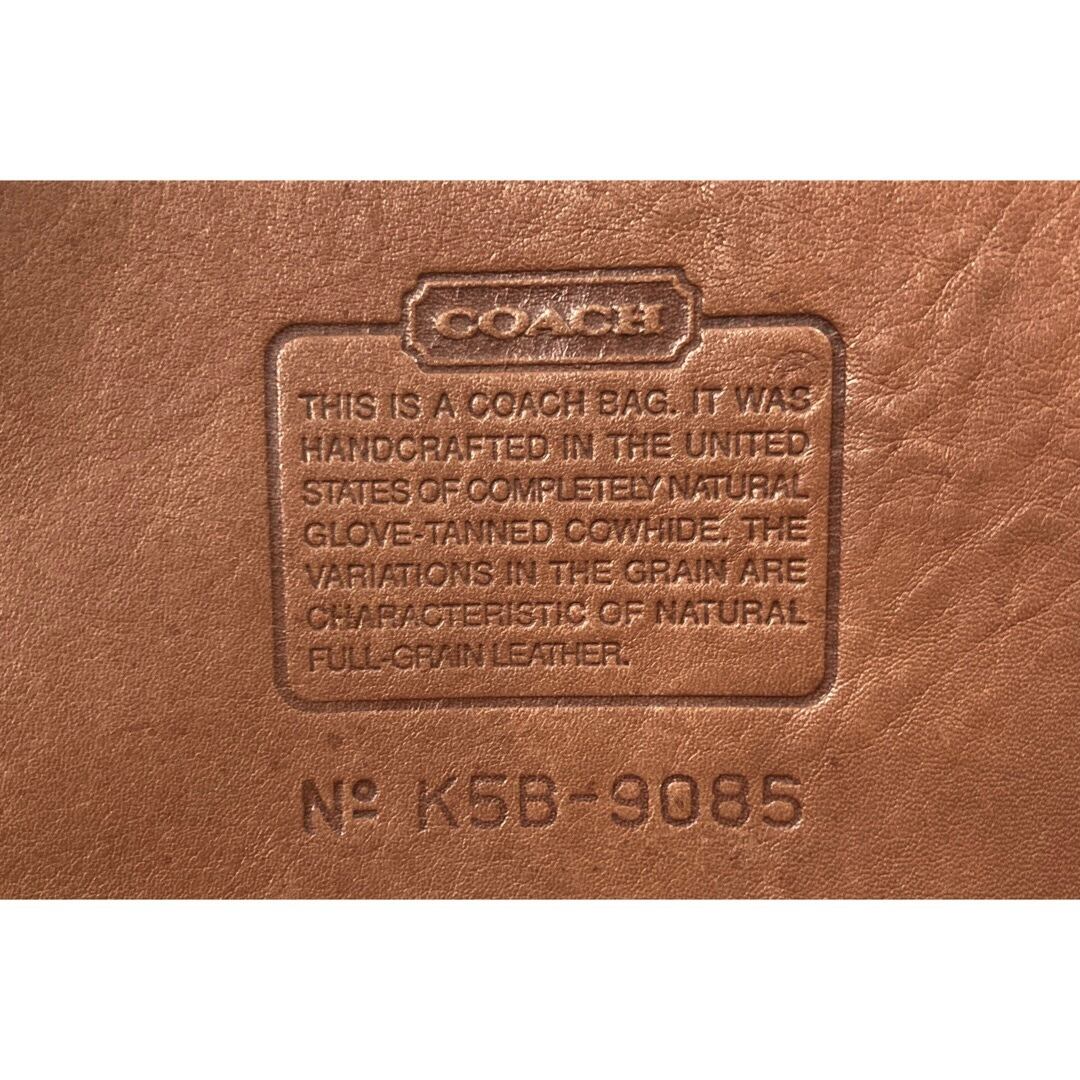 COACH
THIS IS A COACH BAG. IT WAS
HANDCRAFTED IN THE UNITED
STATES OF COMPLETELY NATURAL
GLOVE-TANNED COWHIDE. THE
VARIATIONS IN THE GRAIN ARE
CHARACTERISTIC OF NATURAL
FULL-GRAIN LEATHER.
Nº K5B-9085